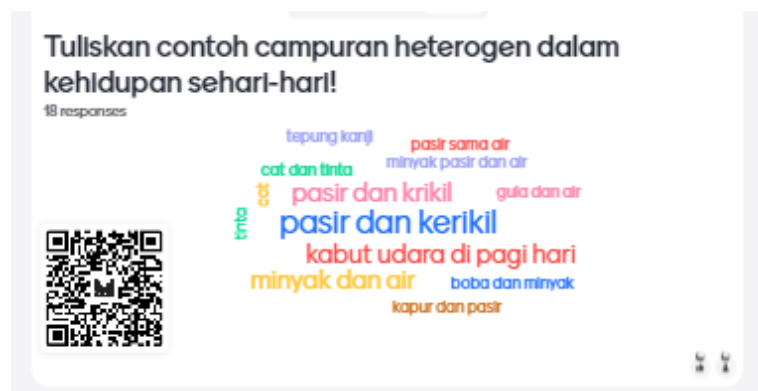 Tuliskan contoh campuran heterogen dalam
kehidupan sehari-hari!
18 responses
tepung kanji
pasir sama air
minyak pasir dan air
cat dan tinta
cat
pasir dan krikil
gula dan air
tinta
pasir dan kerikil
kabut udara di pagi hari
minyak dan air
boba dan minyak
kapur dan pasir